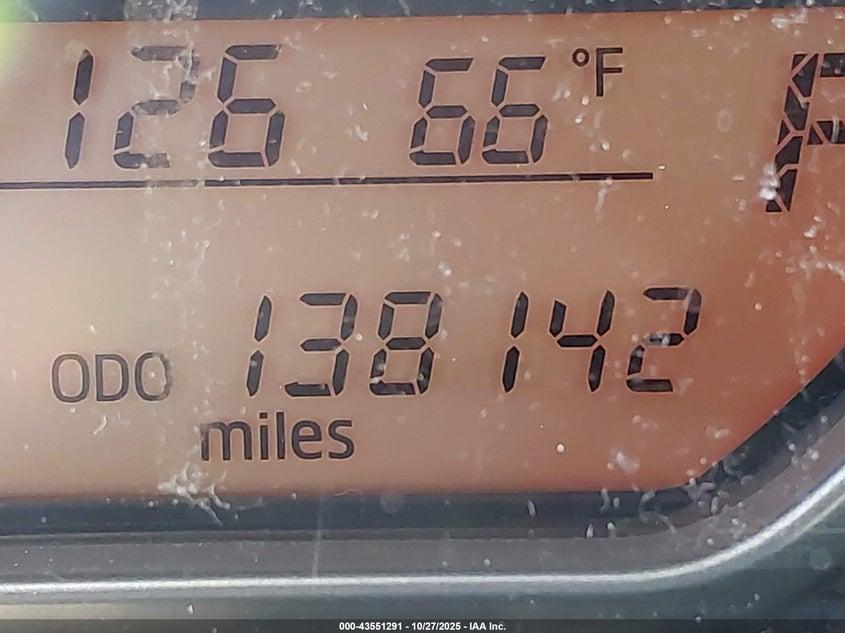 126 66 °F
ODO 138142
miles
000-43551291 - 10/27/2025 - IAA Inc.